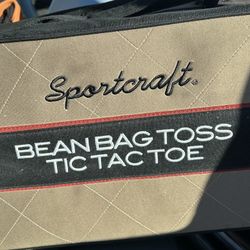 Sportcraft®
BEAN BAG TOSS
TIC TAC TOE